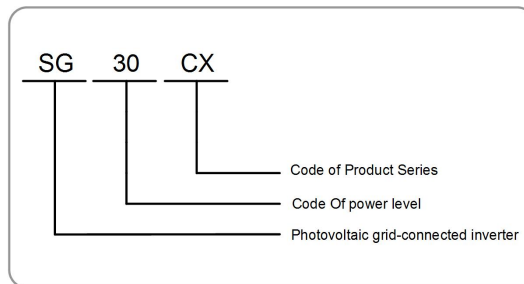 SG 30 CX
Code of Product Series
Code Of power level
Photovoltaic grid-connected inverter